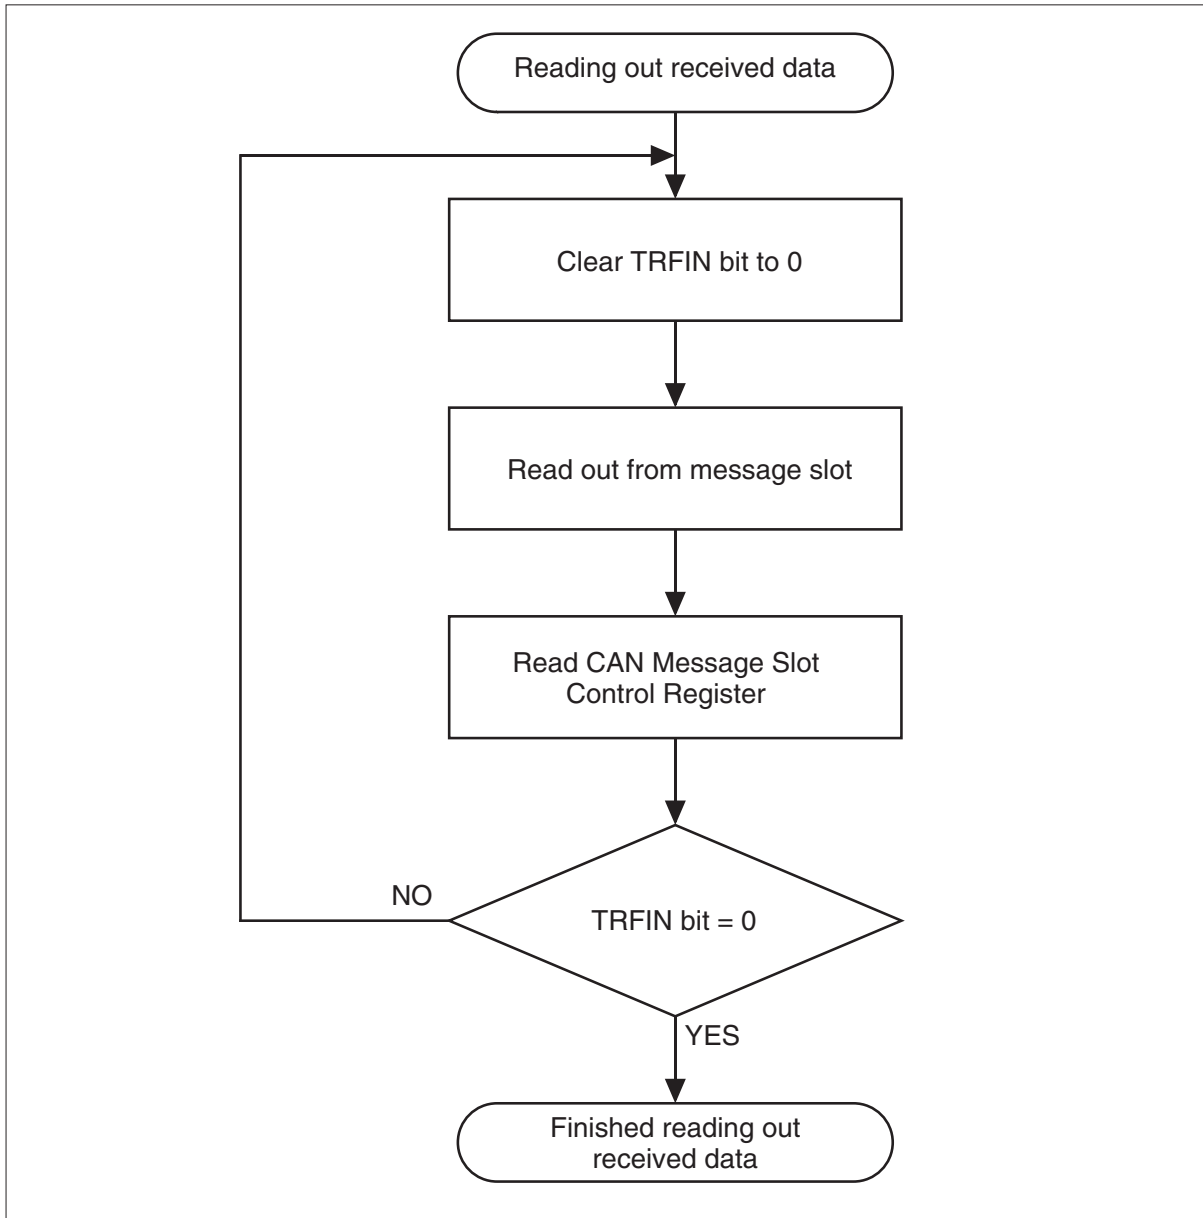 Reading out received data
Clear TRFIN bit to 0
Read out from message slot
Read CAN Message Slot
Control Register
NO
TRFIN bit = 0
YES
Finished reading out
received data